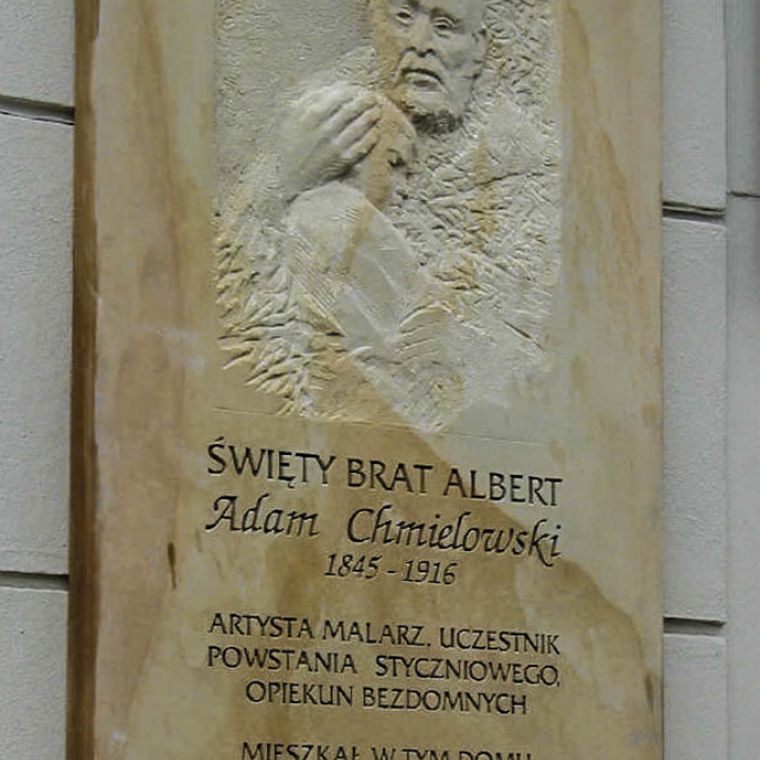 ŚWIĘTY BRAT ALBERT
Adam Chmielowski
1845 - 1916
ARTYSTA MALARZ, UCZESTNIK
POWSTANIA STYCZNIOWEGO,
OPIEKUN BEZDOMNYCH
MIESZKAŁ W TYM DOMU